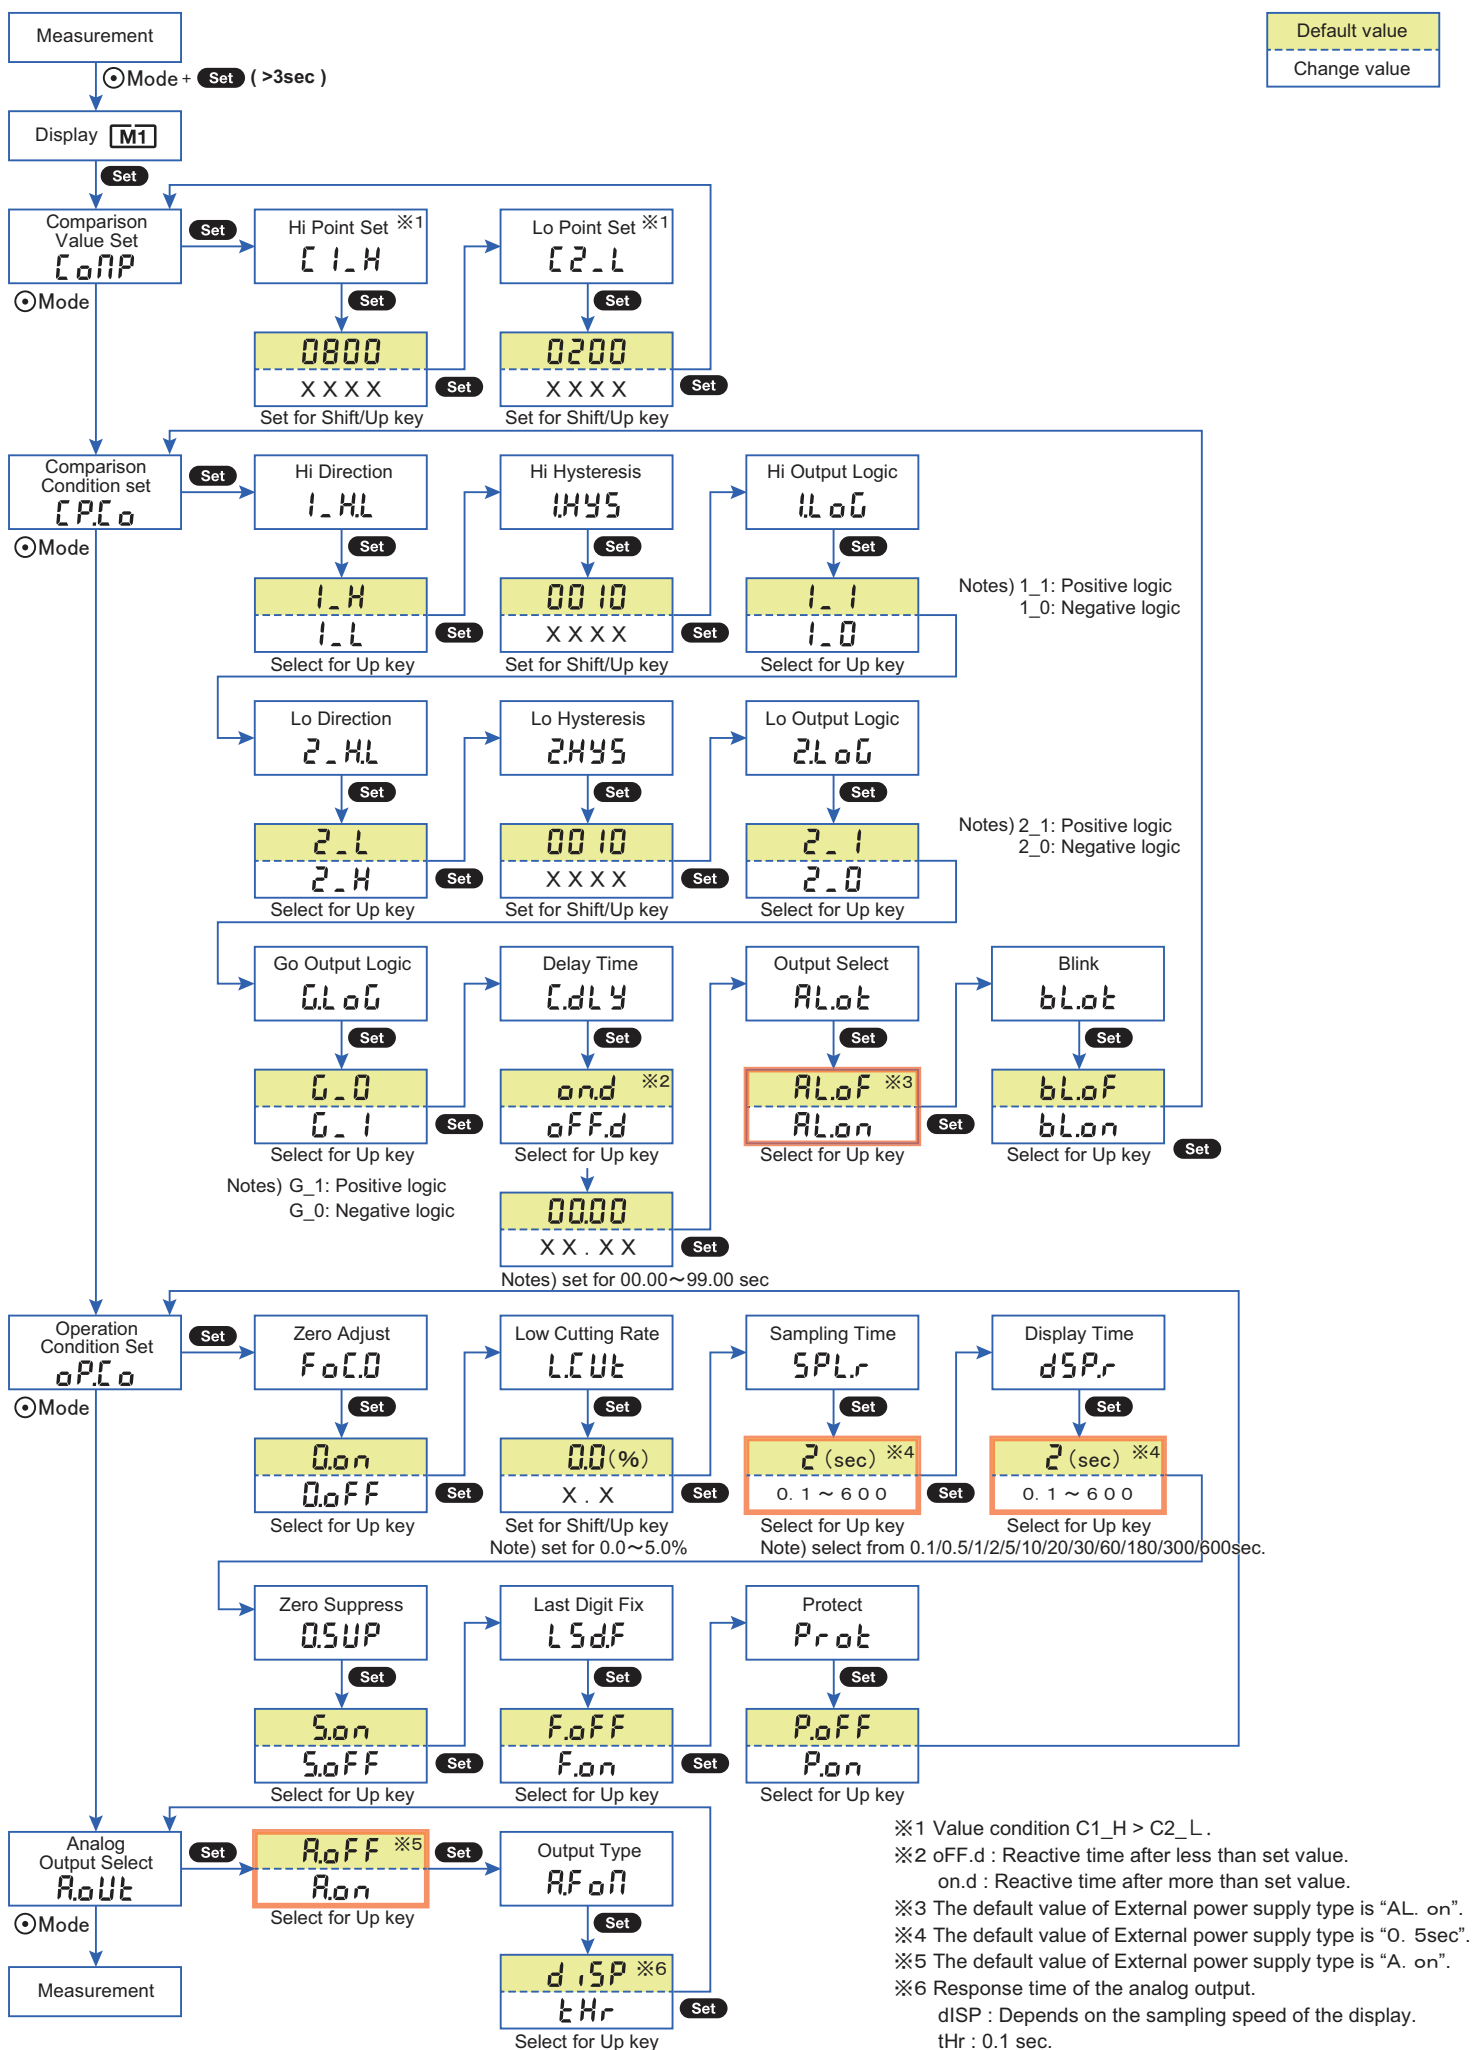 Measurement
Default value
Change value
⦿Mode + Set ( >3sec )
Display M1
Set
Comparison
Value Set
CoMP
Set
Hi Point Set ※1
C1_H
Lo Point Set ※1
C2_L
⦿Mode
Set
Set
0800
0200
XXXX
Set
XXXX
Set
Set for Shift/Up key
Set for Shift/Up key
Comparison
Condition set
CP.Co
Set
Hi Direction
1_H.L
Hi Hysteresis
1.HYS
Hi Output Logic
1.LoG
⦿Mode
Set
Set
Set
1_H
0010
1_1
Notes) 1_1: Positive logic
1_0: Negative logic
1_L
Set
XXXX
Set
1_0
Select for Up key
Set for Shift/Up key
Select for Up key
Lo Direction
2_H.L
Lo Hysteresis
2.HYS
Lo Output Logic
2.LoG
Set
Set
Set
2_L
0010
2_1
Notes) 2_1: Positive logic
2_0: Negative logic
2_H
Set
XXXX
Set
2_0
Select for Up key
Set for Shift/Up key
Select for Up key
Go Output Logic
G.LoG
Delay Time
C.dLY
Output Select
AL.ot
Blink
bL.ot
Set
Set
Set
Set
G_0
on.d ※2
AL.oF ※3
bL.oF
G_1
Set
oFF.d
AL.on
Set
bL.on
Set
Select for Up key
Select for Up key
Select for Up key
Select for Up key
Notes) G_1: Positive logic
G_0: Negative logic
00.00
XX.XX
Set
Notes) set for 00.00～99.00 sec
Operation
Condition Set
oP.Co
Set
Zero Adjust
FoC.0
Low Cutting Rate
L.CUt
Sampling Time
SPL.r
Display Time
dSP.r
⦿Mode
Set
Set
Set
Set
0.on
0.0(%)
2(sec) ※4
2(sec) ※4
0.oFF
Set
X.X
Set
0.1～600
Set
0.1～600
Select for Up key
Set for Shift/Up key
Select for Up key
Select for Up key
Note) set for 0.0～5.0%
Note) select from 0.1/0.5/1/2/5/10/20/30/60/180/300/600sec.
Zero Suppress
0.SUP
Last Digit Fix
LSd.F
Protect
Prot
Set
Set
Set
S.on
F.oFF
P.oFF
S.oFF
Set
F.on
Set
P.on
Select for Up key
Select for Up key
Select for Up key
Analog
Output Select
A.oUt
Set
A.oFF ※5
A.on
Select for Up key
Set
Output Type
A.FoM
⦿Mode
Set
diSP ※6
tHr
Set
Select for Up key
Measurement
※1 Value condition C1_H > C2_L.
※2 oFF.d : Reactive time after less than set value.
on.d : Reactive time after more than set value.
※3 The default value of External power supply type is “AL. on”.
※4 The default value of External power supply type is “0. 5sec”.
※5 The default value of External power supply type is “A. on”.
※6 Response time of the analog output.
dISP : Depends on the sampling speed of the display.
tHr : 0.1 sec.